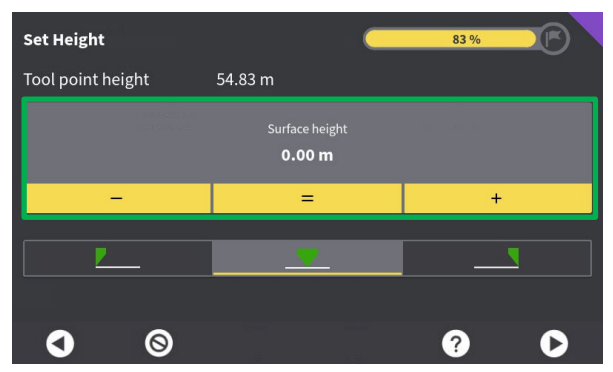 Set Height
83 %
Tool point height 54.83 m
Surface height
0.00 m
− = +
?